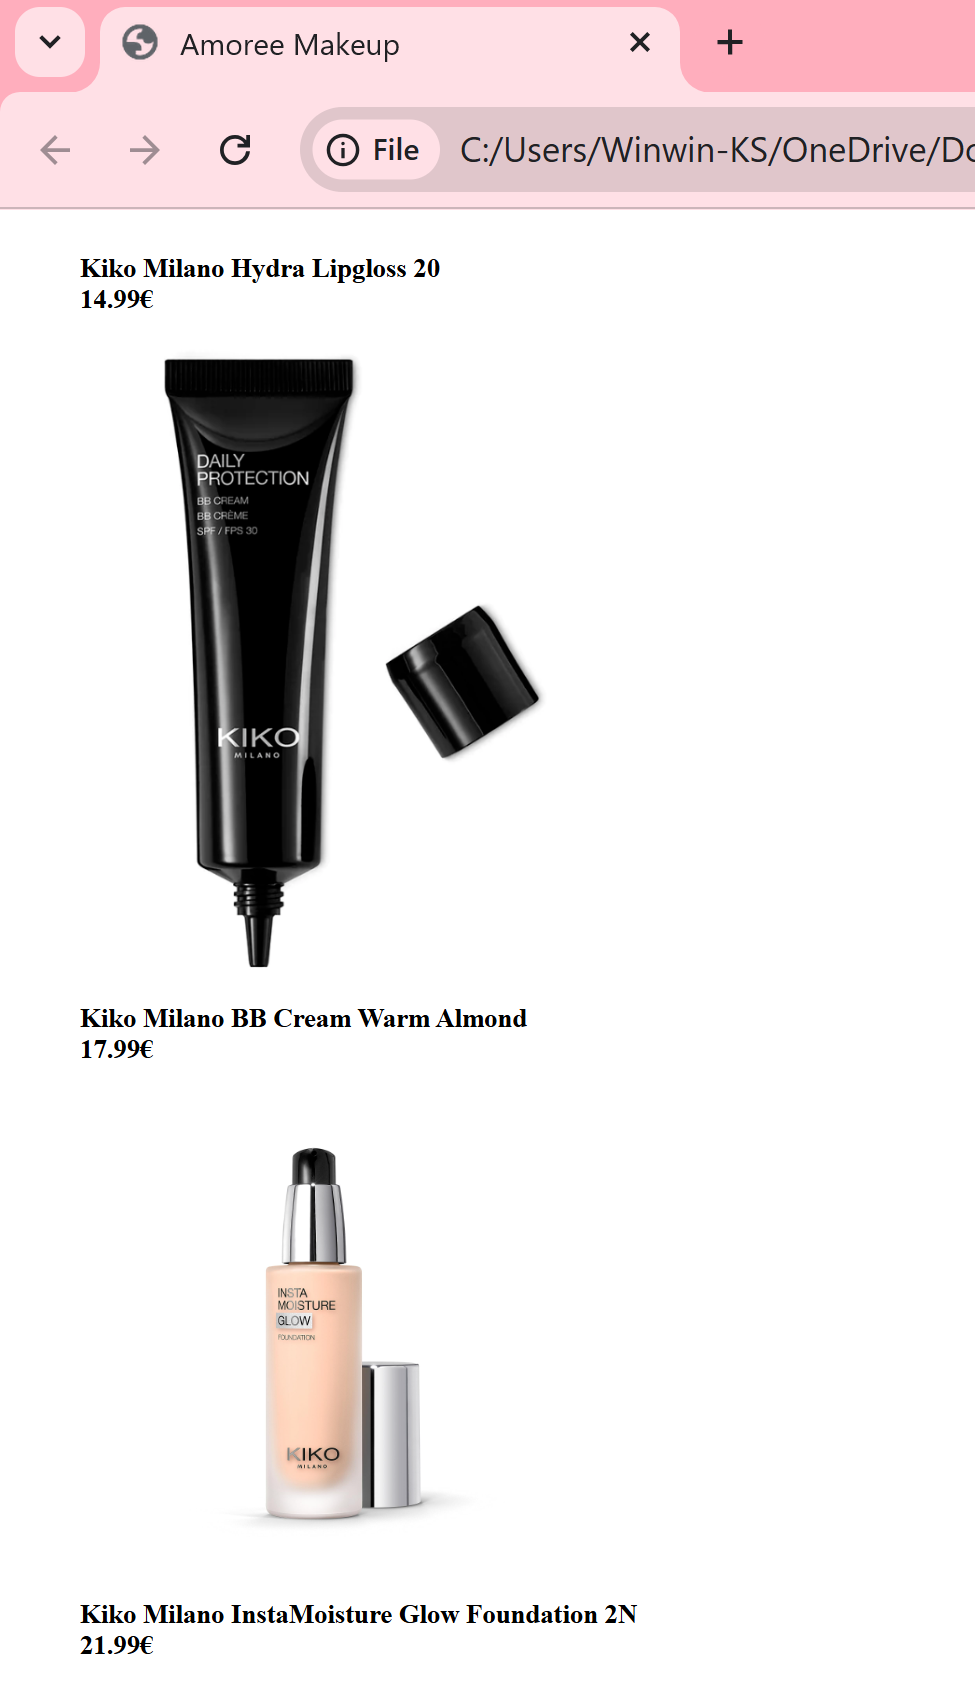 Amoree Makeup
File C:/Users/Winwin-KS/OneDrive/Do
Kiko Milano Hydra Lipgloss 20
14.99€
DAILY
PROTECTION
BB CREAM
BB CRÈME
SPF / FPS 30
KIKO
MILANO
Kiko Milano BB Cream Warm Almond
17.99€
INSTA
MOISTURE
GLOW
FOUNDATION
KIKO
MILANO
Kiko Milano InstaMoisture Glow Foundation 2N
21.99€